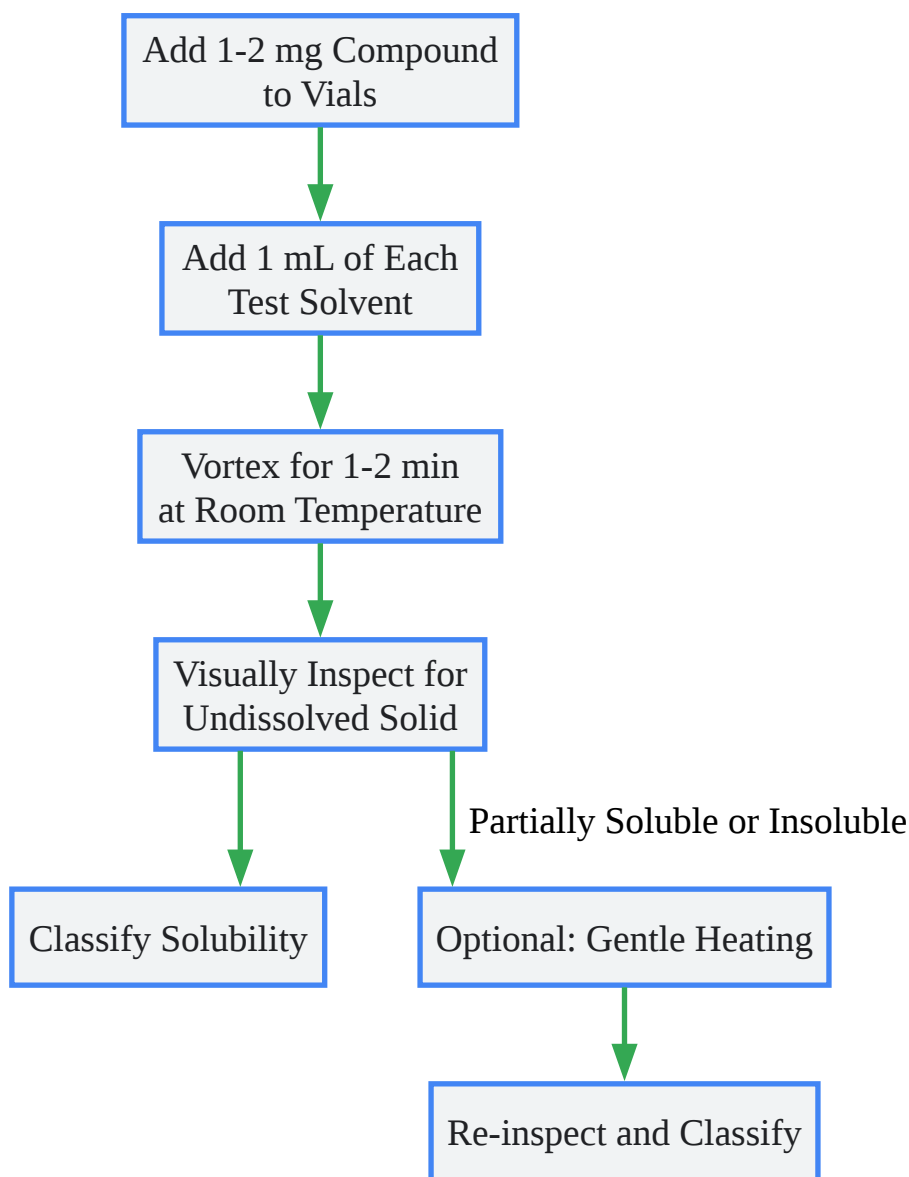 Add 1-2 mg Compound
to Vials
Add 1 mL of Each
Test Solvent
Vortex for 1-2 min
at Room Temperature
Visually Inspect for
Undissolved Solid
Partially Soluble or Insoluble
Classify Solubility
Optional: Gentle Heating
Re-inspect and Classify